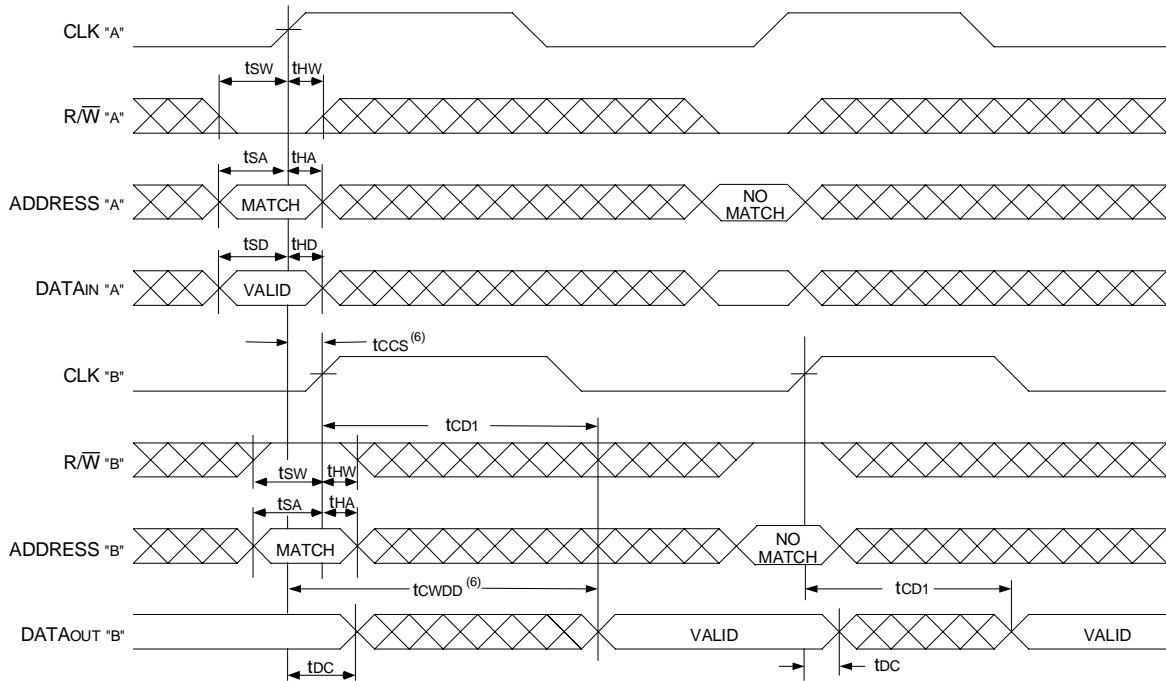 CLK "A"
tSW tHW
R/W̅ "A"
tSA tHA
ADDRESS "A" MATCH NO MATCH
tSD tHD
DATAIN "A" VALID
tCCS (6)
CLK "B"
tCD1
R/W̅ "B"
tSW tHW
tSA tHA
ADDRESS "B" MATCH NO MATCH
tCWDD (6) tCD1
DATAOUT "B" VALID VALID
tDC tDC